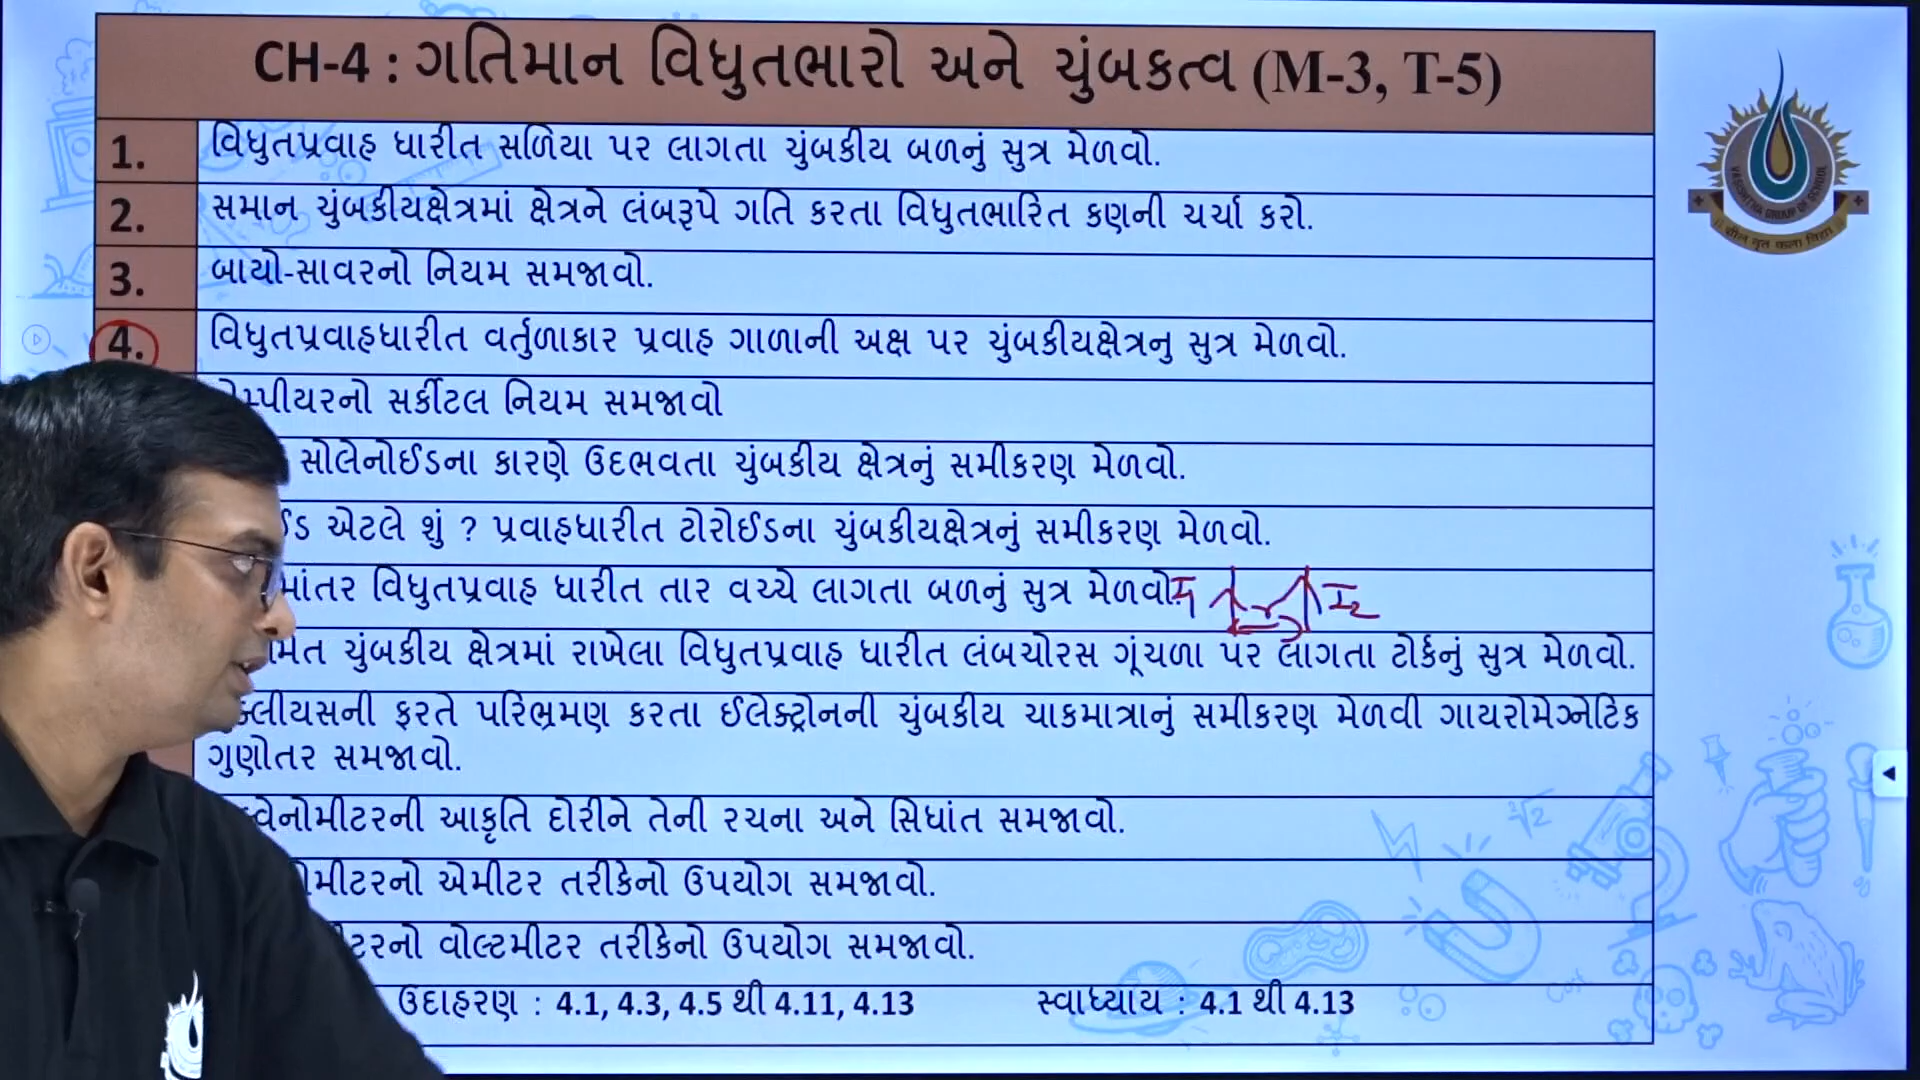 CH-4 : ગતિમાન વિધુતભારો અને ચુંબકત્વ (M-3, T-5)
1. વિધુતપ્રવાહ ધારીત સળિયા પર લાગતા ચુંબકીય બળનું સુત્ર મેળવો.
2. સમાન ચુંબકીયક્ષેત્રમાં ક્ષેત્રને લંબરૂપે ગતિ કરતા વિધુતભારિત કણની ચર્ચા કરો.
3. બાયો-સાવરનો નિયમ સમજાવો.
4. વિધુતપ્રવાહધારીત વર્તુળાકાર પ્રવાહ ગાળાની અક્ષ પર ચુંબકીયક્ષેત્રનુ સુત્ર મેળવો.
સર્કીટલ નિયમ સમજાવો
સોલેનોઈડના કારણે ઉદભવતા ચુંબકીય ક્ષેત્રનું સમીકરણ મેળવો.
એટલે શું ? પ્રવાહધારીત ટોરોઈડના ચુંબકીયક્ષેત્રનું સમીકરણ મેળવો.
વિધુતપ્રવાહ ધારીત તાર વચ્ચે લાગતા બળનું સુત્ર મેળવો. I₁ r I₂
ચુંબકીય ક્ષેત્રમાં રાખેલા વિધુતપ્રવાહ ધારીત લંબચોરસ ગૂંચળા પર લાગતા ટોર્કનું સુત્ર મેળવો.
ફરતે પરિભ્રમણ કરતા ઈલેક્ટ્રોનની ચુંબકીય ચાકમાત્રાનું સમીકરણ મેળવી ગાયરોમેગ્નેટિક
ગુણોતર સમજાવો.
આકૃતિ દોરીને તેની રચના અને સિધાંત સમજાવો.
એમીટર તરીકેનો ઉપયોગ સમજાવો.
વોલ્ટમીટર તરીકેનો ઉપયોગ સમજાવો.
ઉદાહરણ : 4.1, 4.3, 4.5 થી 4.11, 4.13 સ્વાધ્યાય : 4.1 થી 4.13